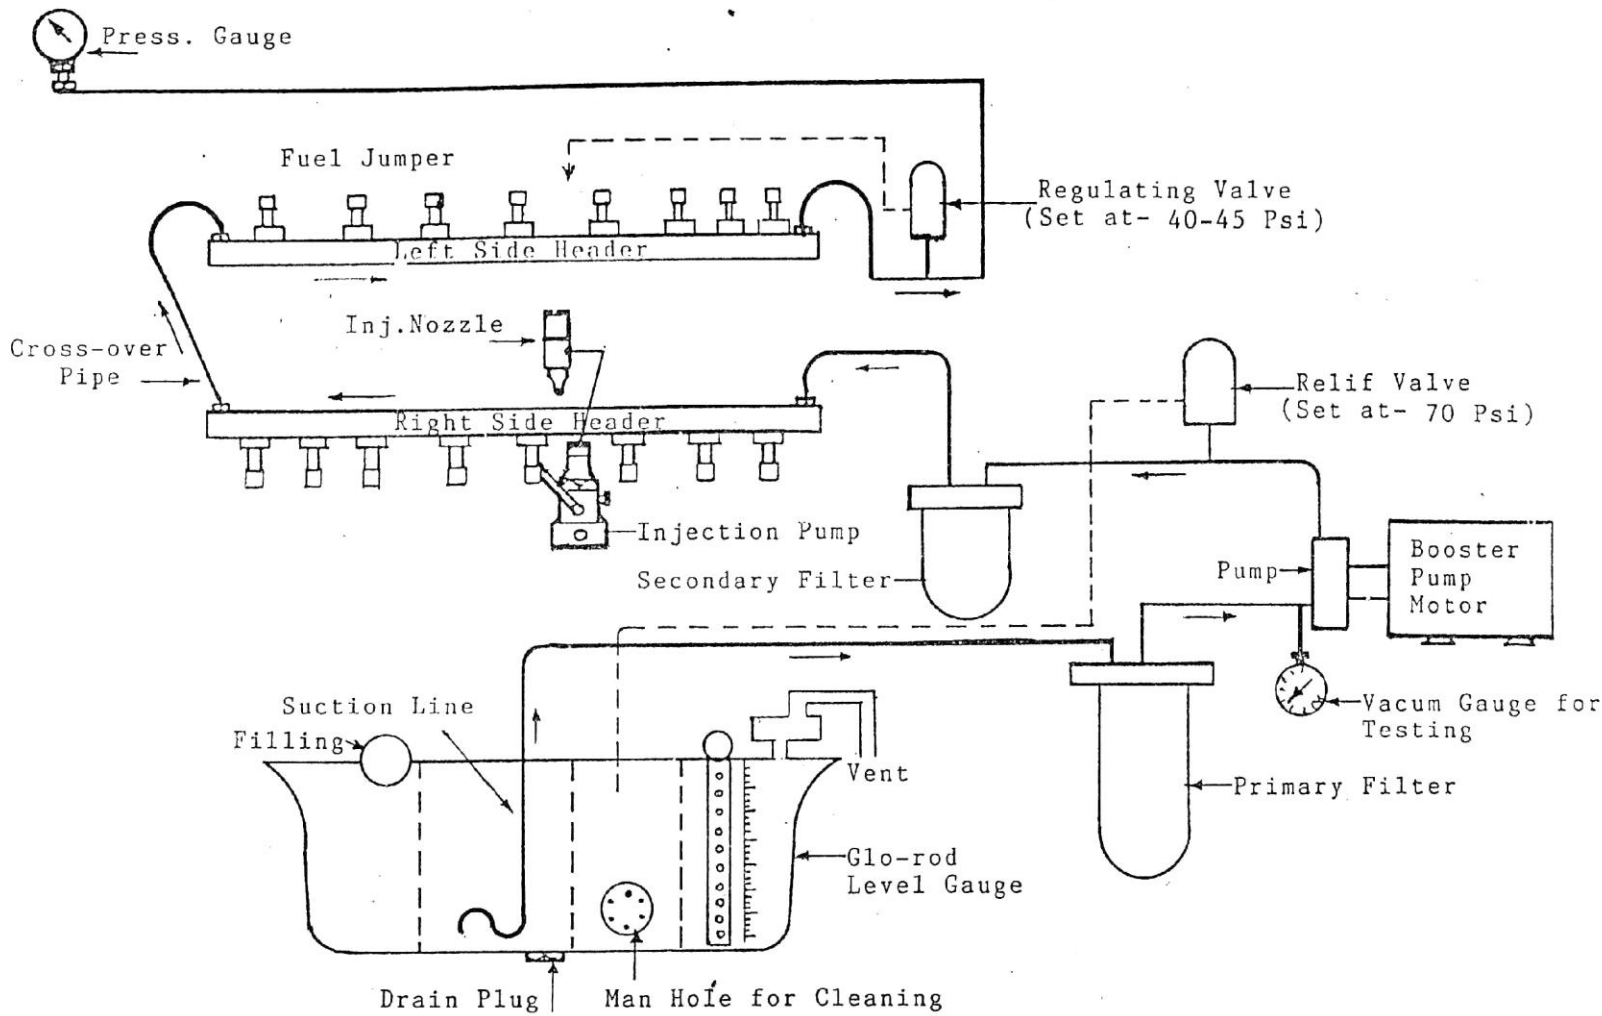 Press. Gauge
Fuel Jumper
Regulating Valve
(Set at- 40-45 Psi)
Left Side Header
Inj.Nozzle
Cross-over
Pipe
Relif Valve
(Set at- 70 Psi)
Right Side Header
Injection Pump
Secondary Filter
Pump
Booster
Pump
Motor
Suction Line
Filling
Vacum Gauge for
Testing
Vent
Primary Filter
Glo-rod
Level Gauge
Drain Plug
Man Hole for Cleaning